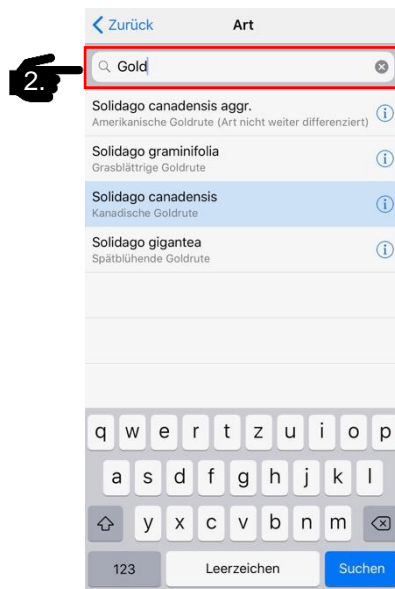 Zurück Art
Gold
2.
Solidago canadensis aggr.
Amerikanische Goldrute (Art nicht weiter differenziert)
Solidago graminifolia
Grasblättrige Goldrute
Solidago canadensis
Kanadische Goldrute
Solidago gigantea
Spätblühende Goldrute
q w e r t z u i o p
a s d f g h j k l
y x c v b n m
123 Leerzeichen Suchen